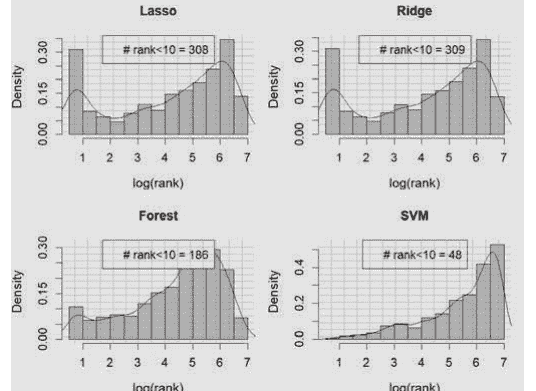 Lasso
# rank<10 = 308
Density
0.00 0.15 0.30
1 2 3 4 5 6 7
log(rank)
Ridge
# rank<10 = 309
Density
0.00 0.15 0.30
1 2 3 4 5 6 7
log(rank)
Forest
# rank<10 = 186
Density
0.00 0.15 0.30
1 2 3 4 5 6 7
log(rank)
SVM
# rank<10 = 48
Density
0.0 0.2 0.4
1 2 3 4 5 6 7
log(rank)